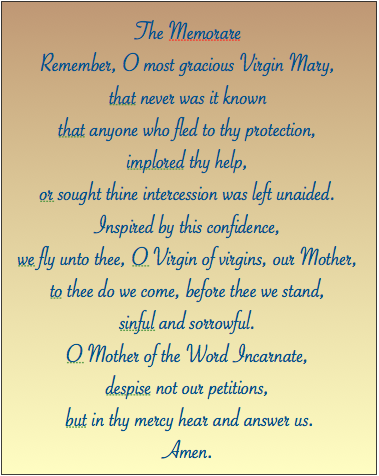 The Memorare
Remember, O most gracious Virgin Mary,
that never was it known
that anyone who fled to thy protection,
implored thy help,
or sought thine intercession was left unaided.
Inspired by this confidence,
we fly unto thee, O Virgin of virgins, our Mother,
to thee do we come, before thee we stand,
sinful and sorrowful.
O Mother of the Word Incarnate,
despise not our petitions,
but in thy mercy hear and answer us.
Amen.